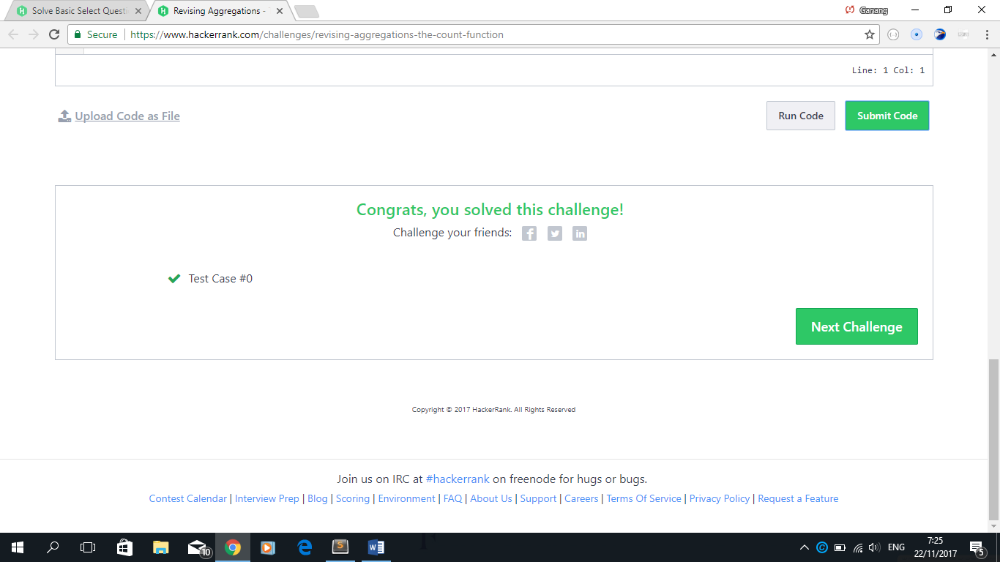 Solve Basic Select Questi
Revising Aggregations -
Ganang
Secure
https://www.hackerrank.com/challenges/revising-aggregations-the-count-function
Line: 1 Col: 1
Upload Code as File
Run Code
Submit Code
Congrats, you solved this challenge!
Challenge your friends:
Test Case #0
Next Challenge
Copyright © 2017 HackerRank. All Rights Reserved
Join us on IRC at #hackerrank on freenode for hugs or bugs.
Contest Calendar | Interview Prep | Blog | Scoring | Environment | FAQ | About Us | Support | Careers | Terms Of Service | Privacy Policy | Request a Feature
10
ENG
7:25
22/11/2017
5